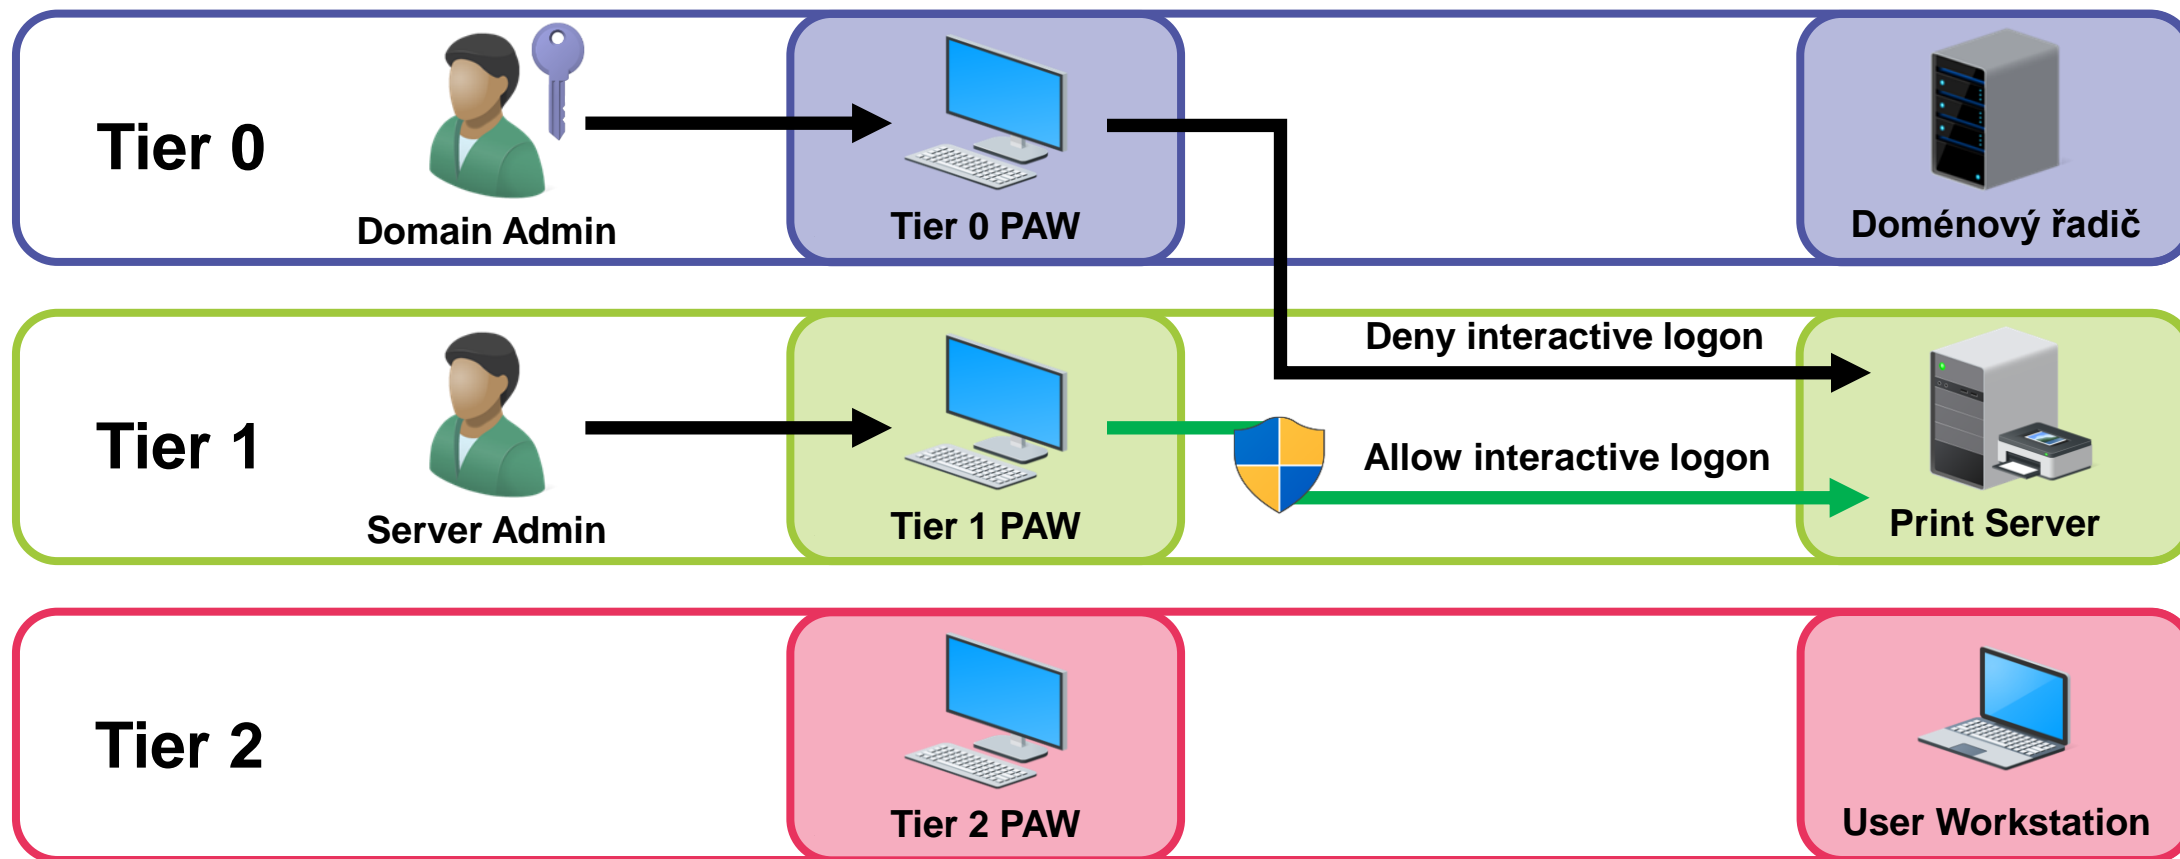 Tier 0
Domain Admin
Tier 0 PAW
Doménový řadič
Deny interactive logon
Tier 1
Allow interactive logon
Server Admin
Tier 1 PAW
Print Server
Tier 2
Tier 2 PAW
User Workstation